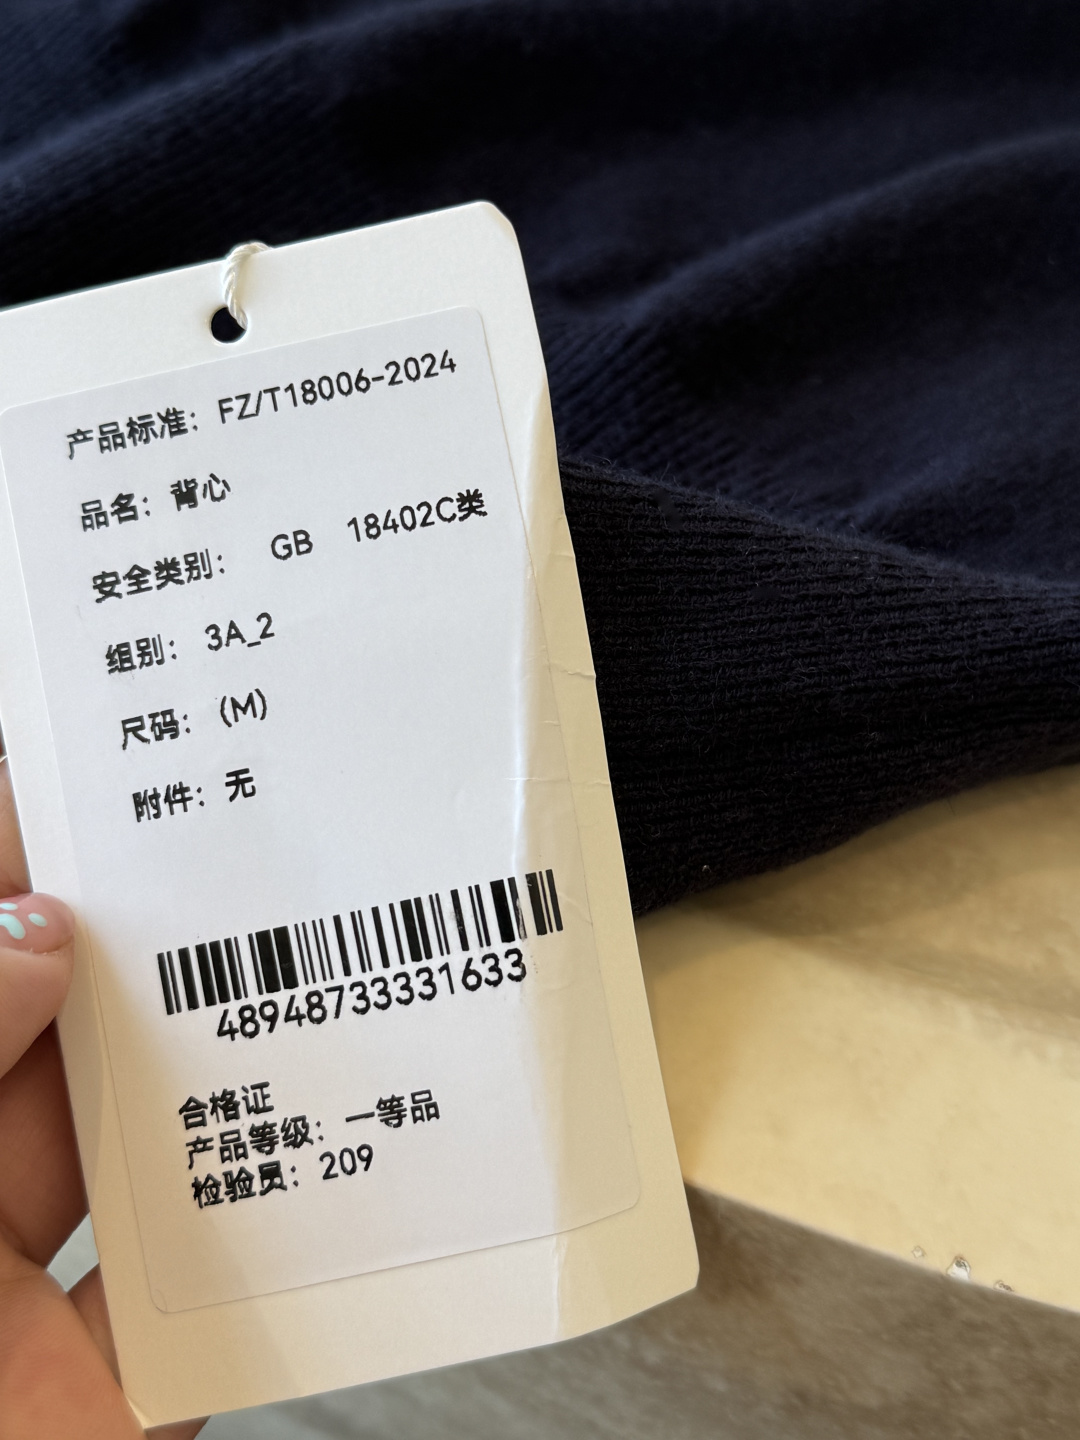 产品标准：FZ/T18006-2024
品名：背心
安全类别： GB 18402C类
组别：3A_2
尺码：(M)
附件：无
48948733331633
合格证
产品等级：一等品
检验员：209